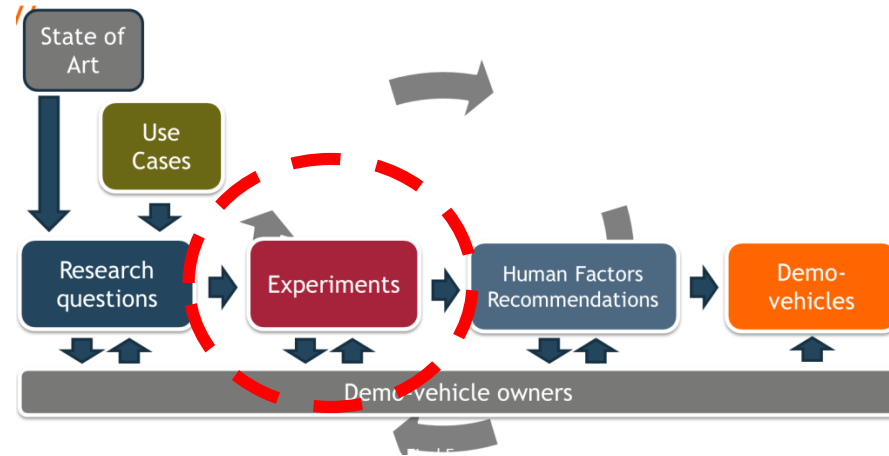 State of
Art
Use
Cases
Research
questions
Experiments
Human Factors
Recommendations
Demo-
vehicles
Demo-vehicle owners